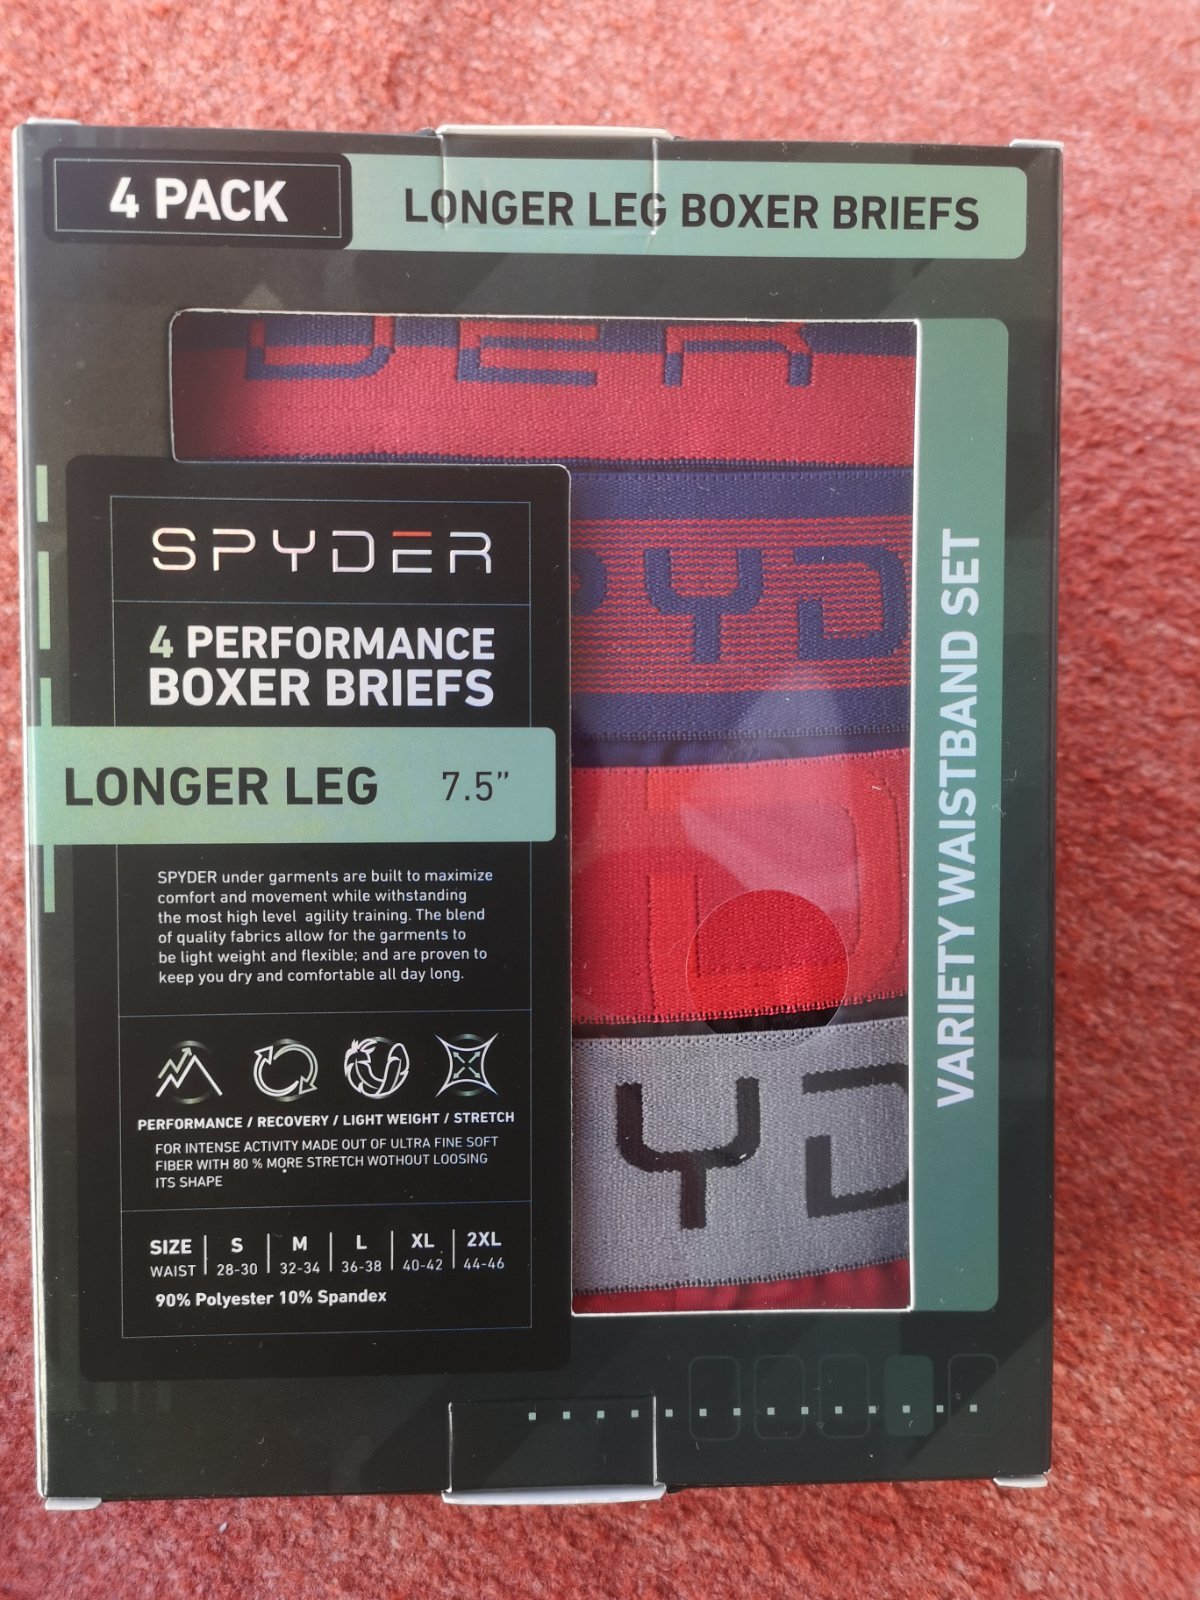 4 PACK
LONGER LEG BOXER BRIEFS
DER
SPYDER
4 PERFORMANCE
BOXER BRIEFS
LONGER LEG 7.5”
SPYDER under garments are built to maximize
comfort and movement while withstanding
the most high level agility training. The blend
of quality fabrics allow for the garments to
be light weight and flexible; and are proven to
keep you dry and comfortable all day long.
PERFORMANCE / RECOVERY / LIGHT WEIGHT / STRETCH
FOR INTENSE ACTIVITY MADE OUT OF ULTRA FINE SOFT
FIBER WITH 80 % MORE STRETCH WOTHOUT LOOSING
ITS SHAPE
SIZE | S | M | L | XL | 2XL
WAIST 28-30 32-34 36-38 40-42 44-46
90% Polyester 10% Spandex
PYD
YD
VARIETY WAISTBAND SET